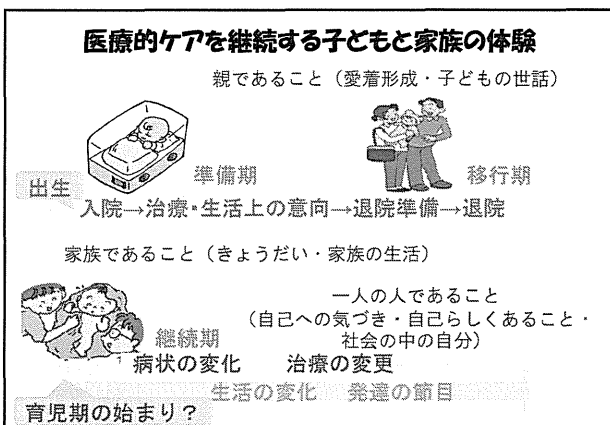 医療的ケアを継続する子どもと家族の体験
親であること（愛着形成・子どもの世話）
準備期
移行期
出生
入院→治療・生活上の意向→退院準備→退院
家族であること（きょうだい・家族の生活）
一人の人であること
（自己への気づき・自己らしくあること・
社会の中の自分）
継続期
病状の変化　治療の変更
生活の変化　発達の節目
育児期の始まり？